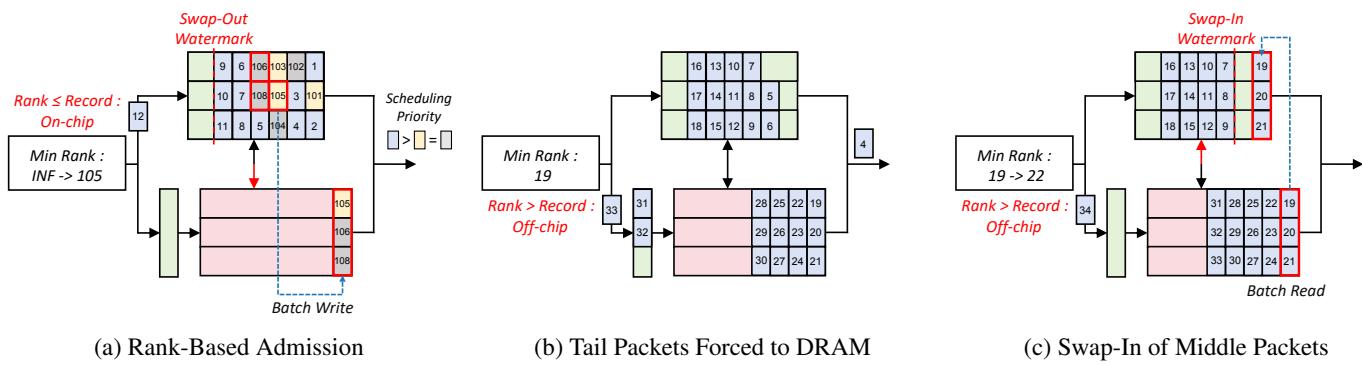 Swap-Out
Watermark
9 6 106 103 102 1
10 7 108 105 3 101
11 8 5 104 4 2
Rank ≤ Record :
On-chip
12
Scheduling
Priority
> =
Min Rank :
INF -> 105
105
106
108
Batch Write
(a) Rank-Based Admission
16 13 10 7
17 14 11 8 5
18 15 12 9 6
4
Min Rank :
19
Rank > Record :
Off-chip
33
31
32
28 25 22 19
29 26 23 20
30 27 24 21
(b) Tail Packets Forced to DRAM
Swap-In
Watermark
16 13 10 7 19
17 14 11 8 20
18 15 12 9 21
Min Rank :
19 -> 22
Rank > Record :
Off-chip
34
31 28 25 22 19
32 29 26 23 20
33 30 27 24 21
Batch Read
(c) Swap-In of Middle Packets